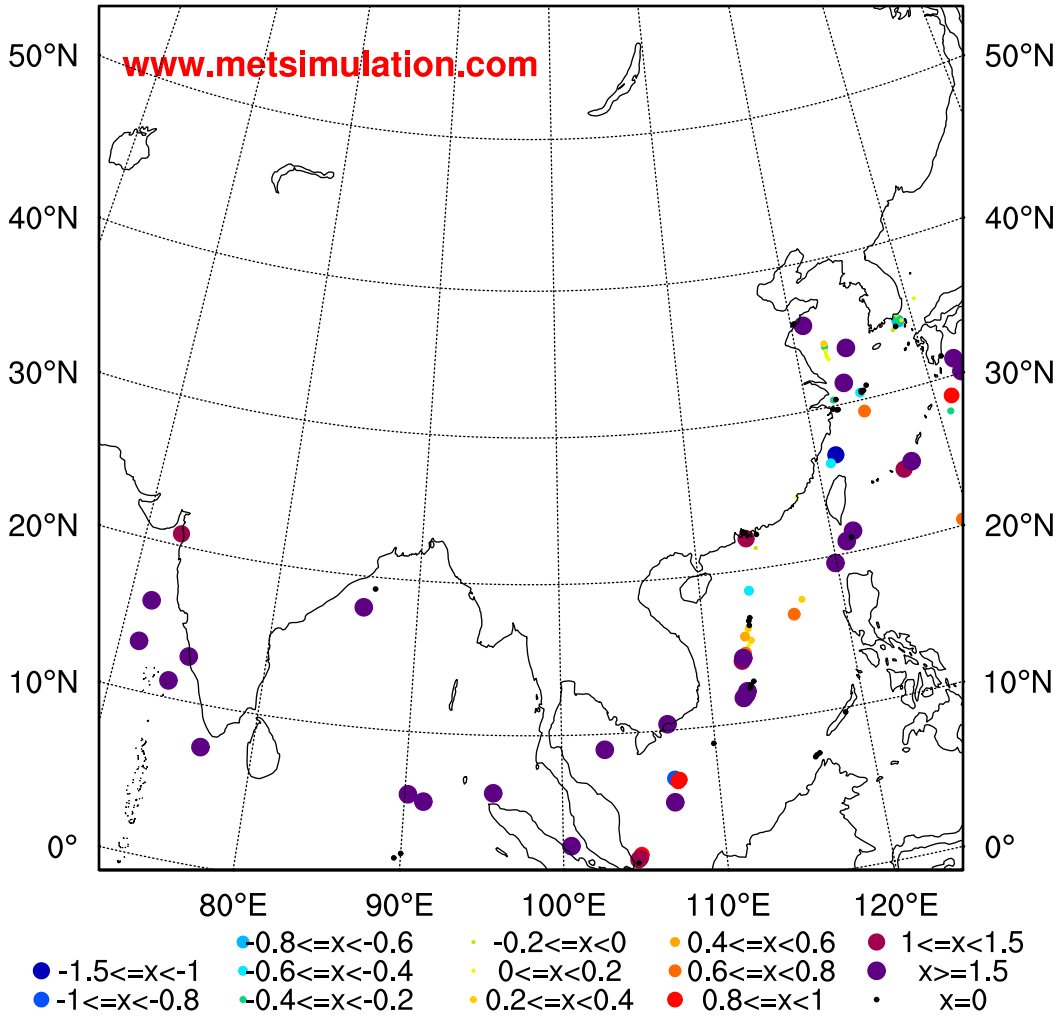 50°N 50°N
www.metsimulation.com
40°N 40°N
30°N 30°N
20°N 20°N
10°N 10°N
0° 0°
80°E 90°E 100°E 110°E 120°E
-0.8<=x<-0.6 -0.2<=x<0 0.4<=x<0.6 1<=x<1.5
-1.5<=x<-1 -0.6<=x<-0.4 0<=x<0.2 0.6<=x<0.8 x>=1.5
-1<=x<-0.8 -0.4<=x<-0.2 0.2<=x<0.4 0.8<=x<1 x=0